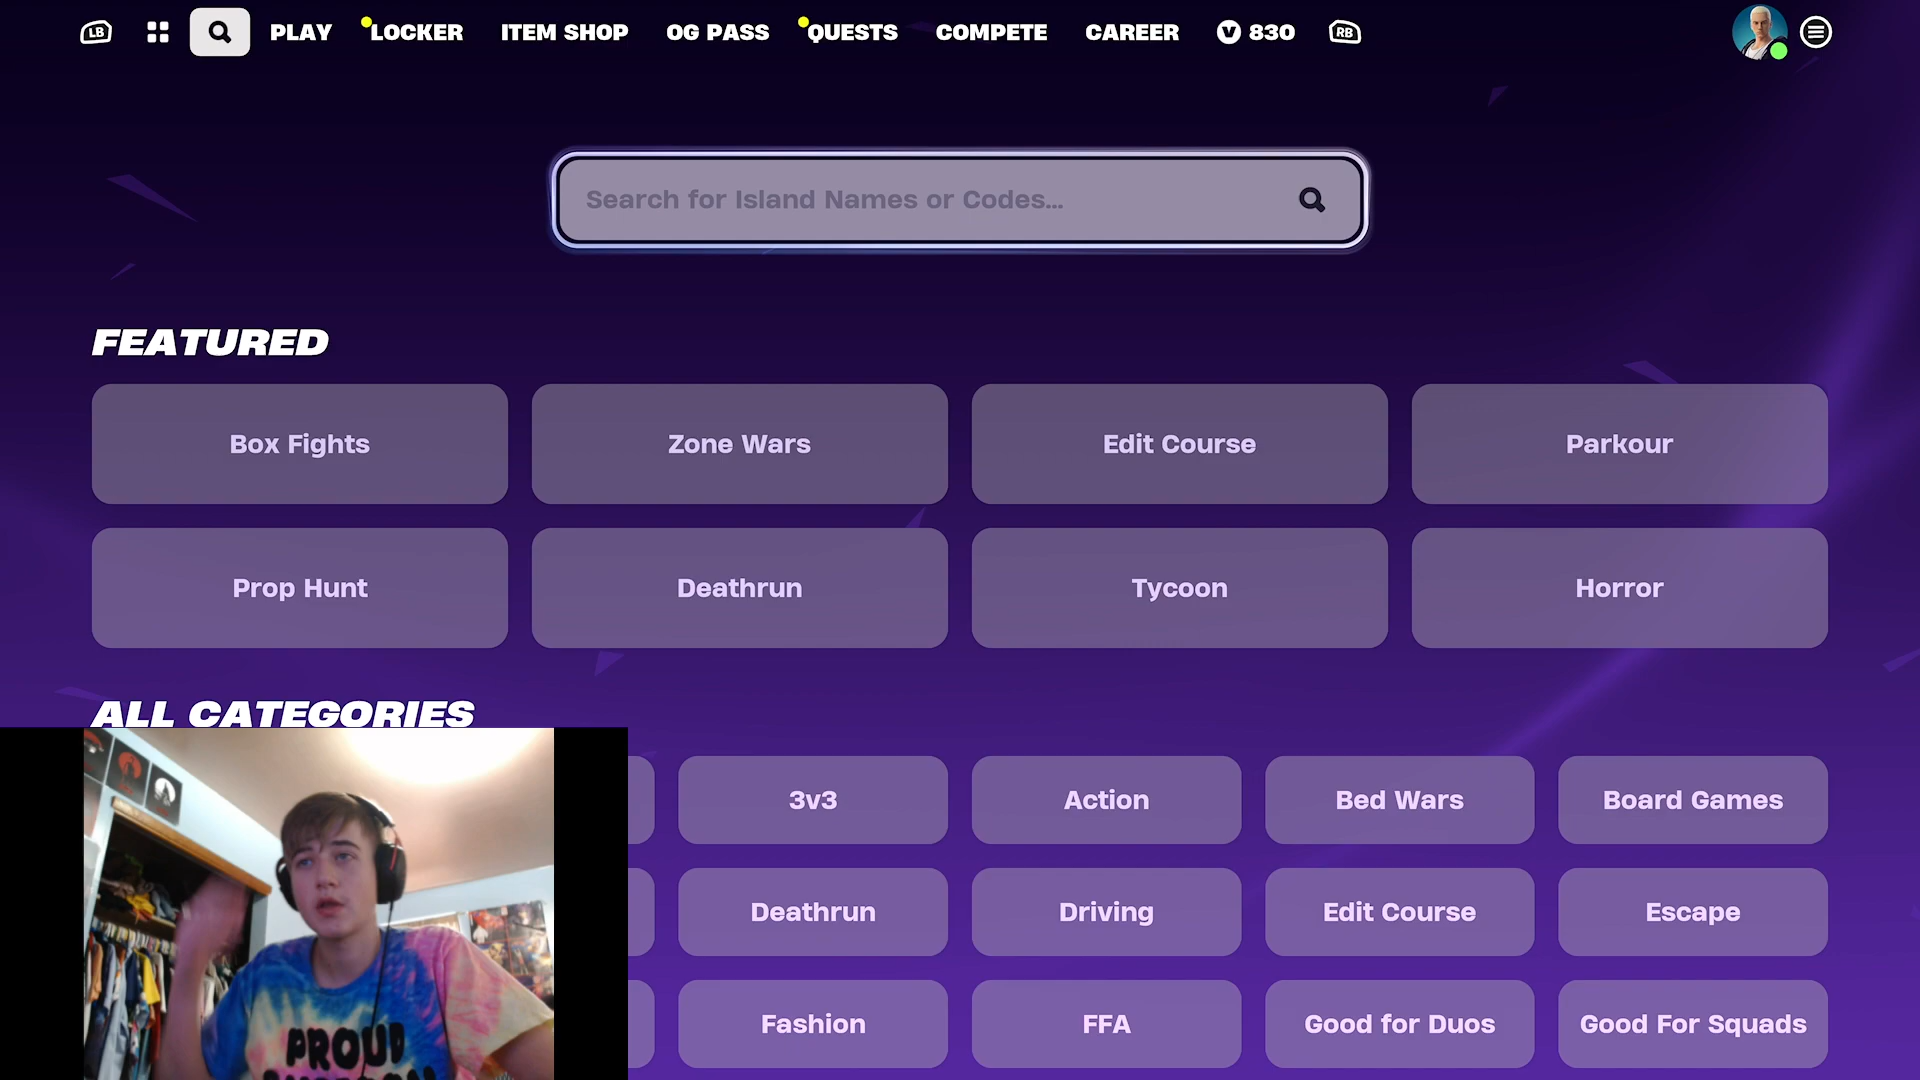 LB PLAY LOCKER ITEM SHOP OG PASS QUESTS COMPETE CAREER V 830 RB
Search for Island Names or Codes...
FEATURED
Box Fights Zone Wars Edit Course Parkour
Prop Hunt Deathrun Tycoon Horror
ALL CATEGORIES
3v3 Action Bed Wars Board Games
Deathrun Driving Edit Course Escape
Fashion FFA Good for Duos Good For Squads
PROUD